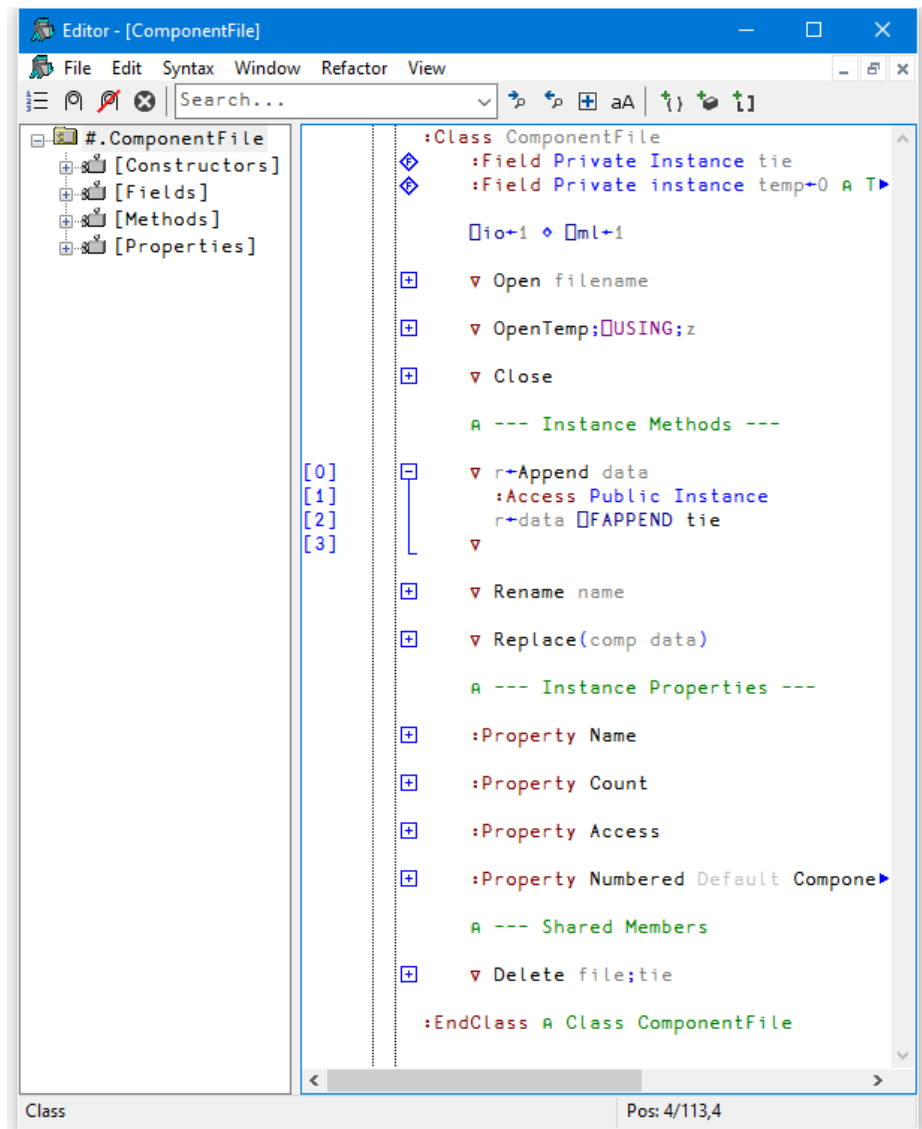 Editor - [ComponentFile]
File Edit Syntax Window Refactor View
Search... aA
#.ComponentFile
[Constructors]
[Fields]
[Methods]
[Properties]
:Class ComponentFile
:Field Private Instance tie
:Field Private instance temp←0 ⍝ T
⎕io←1 ⋄ ⎕ml←1
∇ Open filename
∇ OpenTemp;⎕USING;z
∇ Close
⍝ --- Instance Methods ---
[0] ∇ r←Append data
[1] :Access Public Instance
[2] r←data ⎕FAPPEND tie
[3] ∇
∇ Rename name
∇ Replace(comp data)
⍝ --- Instance Properties ---
:Property Name
:Property Count
:Property Access
:Property Numbered Default Compone
⍝ --- Shared Members
∇ Delete file;tie
:EndClass ⍝ Class ComponentFile
Class Pos: 4/113,4